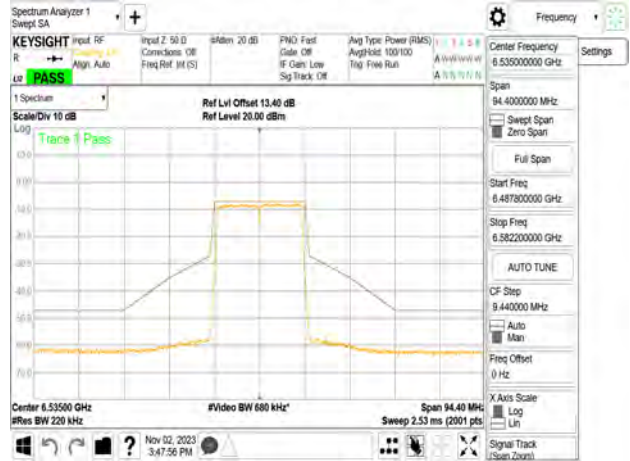 Spectrum Analyzer 1
Swept SA
+
Frequency
KEYSIGHT
Input: RF
Align: Auto
Input Z: 50 Ω
Corrections: Off
Freq Ref: Int (S)
#Atten: 20 dB
PNO: Fast
Gate: Off
IF Gain: Low
Sig Track: Off
Avg Type: Power (RMS)
Avg|Hold: 100/100
Trig: Free Run
A W W W W W
A N N N N N
R
PASS
1 Spectrum
Scale/Div 10 dB
Ref Lvl Offset 13.40 dB
Ref Level 20.00 dBm
Log
Trace 1 Pass
Center 6.53500 GHz
#Res BW 220 kHz
#Video BW 680 kHz*
Span 94.40 MHz
Sweep 2.53 ms (2001 pts)
?
Nov 02, 2023
3:47:56 PM
Settings
Center Frequency
6.535000000 GHz
Span
94.4000000 MHz
Swept Span
Zero Span
Full Span
Start Freq
6.487800000 GHz
Stop Freq
6.582200000 GHz
AUTO TUNE
CF Step
9.440000 MHz
Auto
Man
Freq Offset
0 Hz
X Axis Scale
Log
Lin
Signal Track
(Span Zoom)